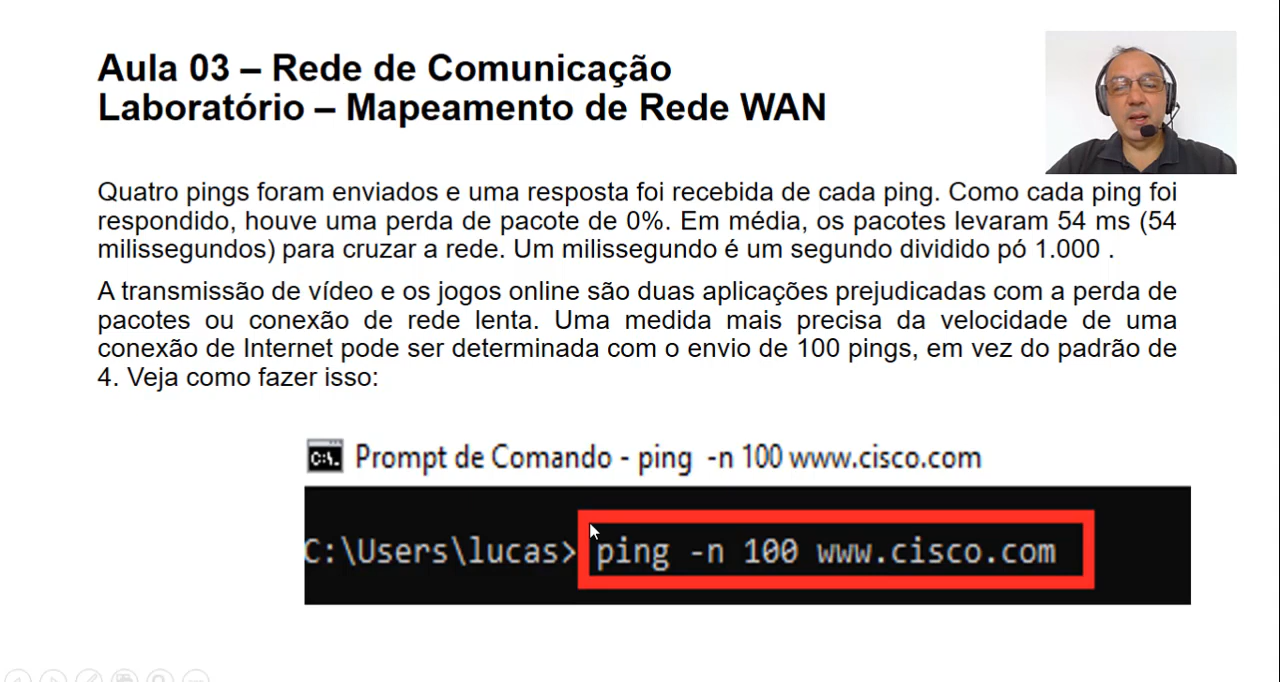 Aula 03 – Rede de Comunicação
Laboratório – Mapeamento de Rede WAN
Quatro pings foram enviados e uma resposta foi recebida de cada ping. Como cada ping foi
respondido, houve uma perda de pacote de 0%. Em média, os pacotes levaram 54 ms (54
milissegundos) para cruzar a rede. Um milissegundo é um segundo dividido pó 1.000 .
A transmissão de vídeo e os jogos online são duas aplicações prejudicadas com a perda de
pacotes ou conexão de rede lenta. Uma medida mais precisa da velocidade de uma
conexão de Internet pode ser determinada com o envio de 100 pings, em vez do padrão de
4. Veja como fazer isso:
C:\. Prompt de Comando - ping -n 100 www.cisco.com
C:\Users\lucas> ping -n 100 www.cisco.com